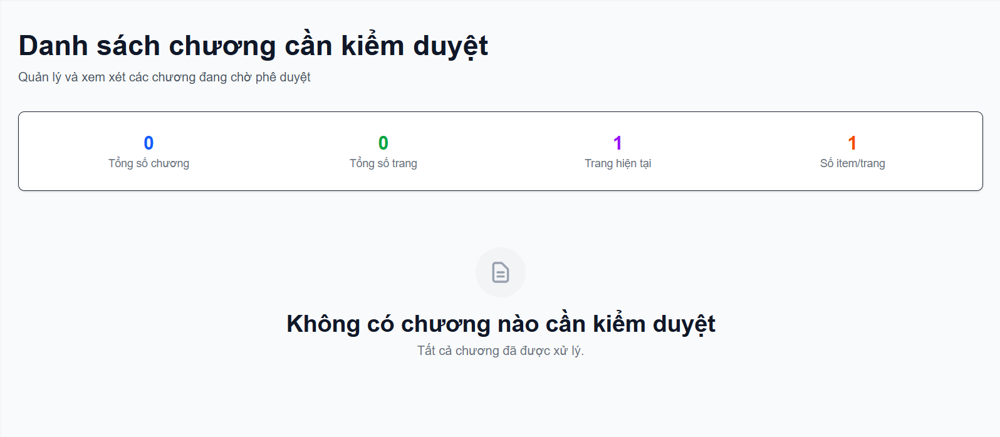 Danh sách chương cần kiểm duyệt
Quản lý và xem xét các chương đang chờ phê duyệt
0
Tổng số chương
0
Tổng số trang
1
Trang hiện tại
1
Số item/trang
Không có chương nào cần kiểm duyệt
Tất cả chương đã được xử lý.